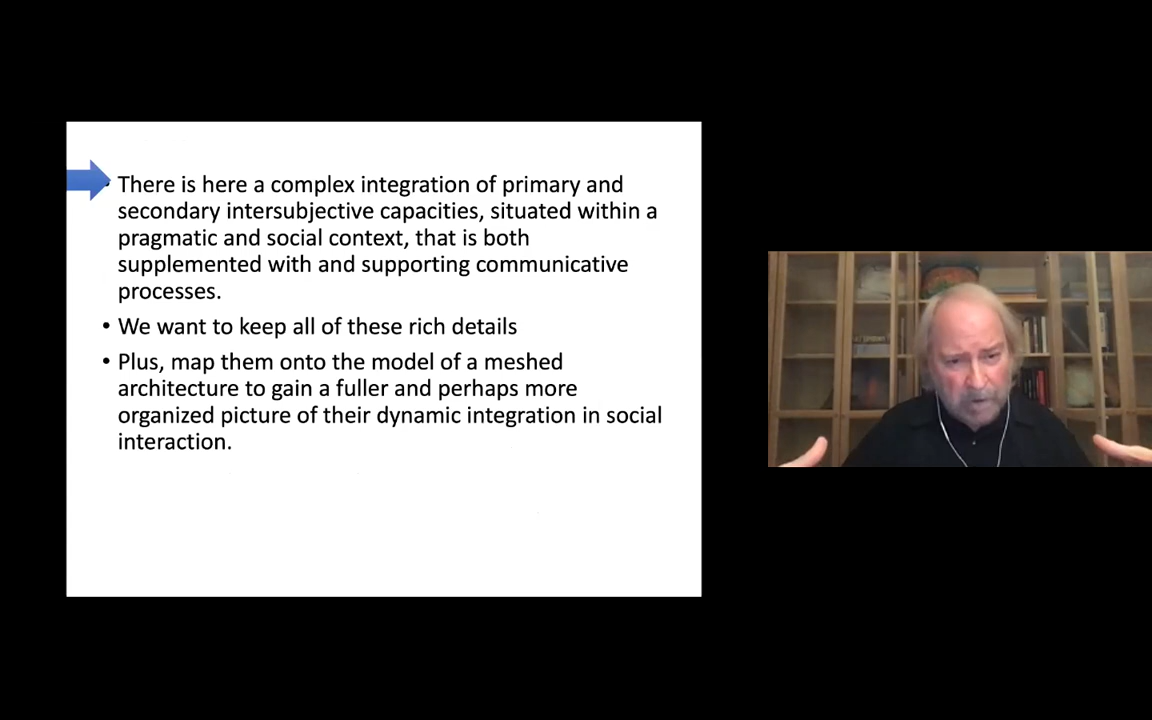 There is here a complex integration of primary and
secondary intersubjective capacities, situated within a
pragmatic and social context, that is both
supplemented with and supporting communicative
processes.
• We want to keep all of these rich details
• Plus, map them onto the model of a meshed
architecture to gain a fuller and perhaps more
organized picture of their dynamic integration in social
interaction.